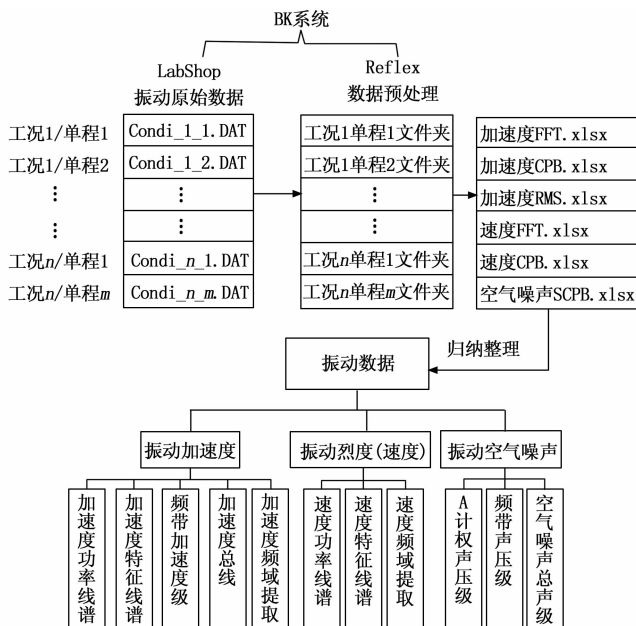 BK系统
LabShop
振动原始数据
Reflex
数据预处理
工况1/单程1
Condi_1_1.DAT
工况1单程1文件夹
加速度FFT.xlsx
工况1/单程2
Condi_1_2.DAT
工况1单程2文件夹
加速度CPB.xlsx
⋮
⋮
⋮
加速度RMS.xlsx
⋮
⋮
⋮
速度FFT.xlsx
工况n/单程1
Condi_n_1.DAT
工况n单程1文件夹
速度CPB.xlsx
工况n/单程m
Condi_n_m.DAT
工况n单程m文件夹
空气噪声SCPB.xlsx
归纳整理
振动数据
振动加速度
振动烈度(速度)
振动空气噪声
加速度功率线谱
加速度特征线谱
频带加速度级
加速度总线
加速度频域提取
速度功率线谱
速度特征线谱
速度频域提取
A计权声压级
频带声压级
空气噪声总声级